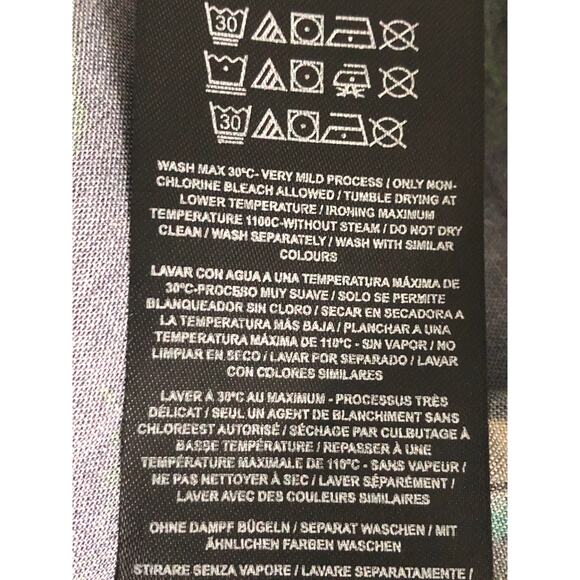 30
30
WASH MAX 30ºC- VERY MILD PROCESS / ONLY NON-
CHLORINE BLEACH ALLOWED / TUMBLE DRYING AT
LOWER TEMPERATURE / IRONING MAXIMUM
TEMPERATURE 1100C-WITHOUT STEAM / DO NOT DRY
CLEAN / WASH SEPARATELY / WASH WITH SIMILAR
COLOURS
LAVAR CON AGUA A UNA TEMPERATURA MÁXIMA DE
30ºC-PROCESO MUY SUAVE / SOLO SE PERMITE
BLANQUEADOR SIN CLORO / SECAR EN SECADORA A
LA TEMPERATURA MÁS BAJA / PLANCHAR A UNA
TEMPERATURA MÁXIMA DE 110ºC - SIN VAPOR / NO
LIMPIAR EN SECO / LAVAR POR SEPARADO / LAVAR
CON COLORES SIMILARES
LAVER À 30ºC AU MAXIMUM - PROCESSUS TRÈS
DÉLICAT / SEUL UN AGENT DE BLANCHIMENT SANS
CHLOREEST AUTORISÉ / SÉCHAGE PAR CULBUTAGE À
BASSE TEMPÉRATURE / REPASSER À UNE
TEMPÉRATURE MAXIMALE DE 110ºC - SANS VAPEUR /
NE PAS NETTOYER À SEC / LAVER SÉPARÉMENT /
LAVER AVEC DES COULEURS SIMILAIRES
OHNE DAMPF BÜGELN / SEPARAT WASCHEN / MIT
ÄHNLICHEN FARBEN WASCHEN
STIRARE SENZA VAPORE / LAVARE SEPARATAMENTE /